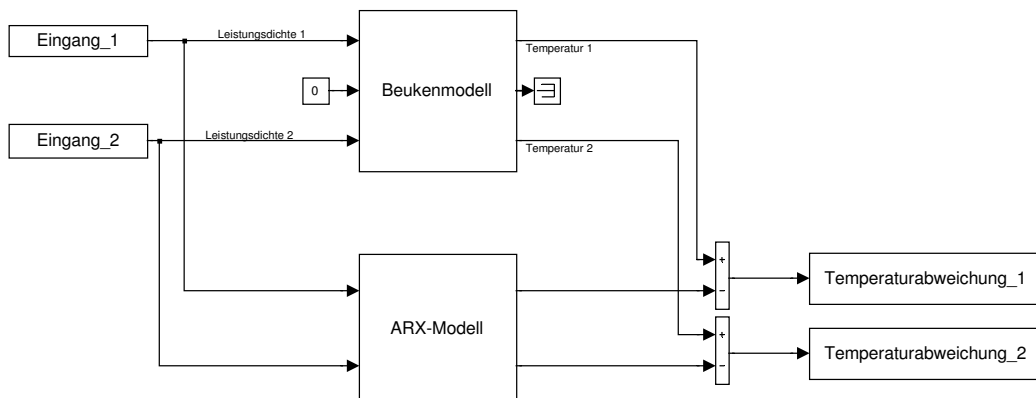 Eingang_1
Leistungsdichte 1
Temperatur 1
0
Beukenmodell
Eingang_2
Leistungsdichte 2
Temperatur 2
+
−
Temperaturabweichung_1
ARX-Modell
+
−
Temperaturabweichung_2